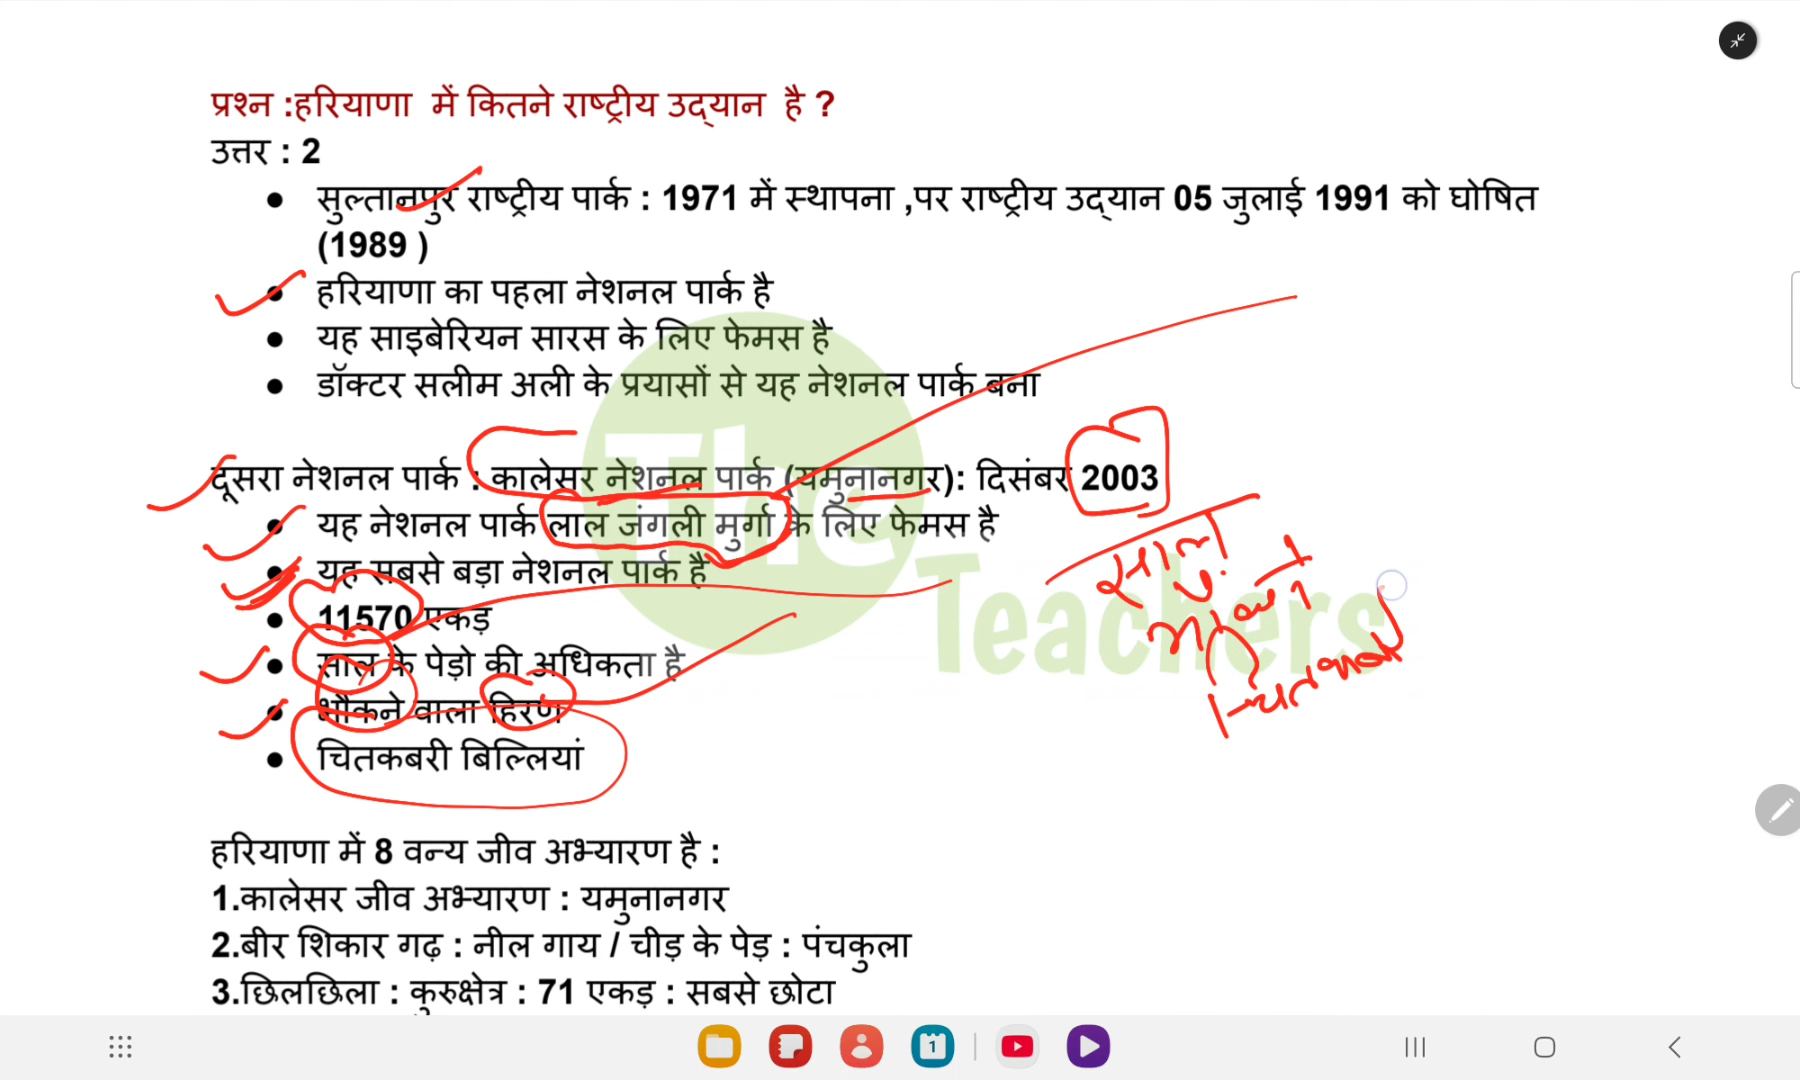 प्रश्न :हरियाणा में कितने राष्ट्रीय उद्यान है ?
उत्तर : 2
● सुल्तानपुर राष्ट्रीय पार्क : 1971 में स्थापना ,पर राष्ट्रीय उद्यान 05 जुलाई 1991 को घोषित
(1989 )
● हरियाणा का पहला नेशनल पार्क है
● यह साइबेरियन सारस के लिए फेमस है
● डॉक्टर सलीम अली के प्रयासों से यह नेशनल पार्क बना
दूसरा नेशनल पार्क : कालेसर नेशनल पार्क (यमुनानगर): दिसंबर 2003
● यह नेशनल पार्क लाल जंगली मुर्गा के लिए फेमस है
● यह सबसे बड़ा नेशनल पार्क है
● 11570 एकड़
● साल के पेड़ो की अधिकता है
● भौकने वाला हिरण
● चितकबरी बिल्लियां
The
Teachers
हरियाणा में 8 वन्य जीव अभ्यारण है :
1.कालेसर जीव अभ्यारण : यमुनानगर
2.बीर शिकार गढ़ : नील गाय / चीड़ के पेड़ : पंचकुला
3.छिलछिला : कुरुक्षेत्र : 71 एकड़ : सबसे छोटा
1